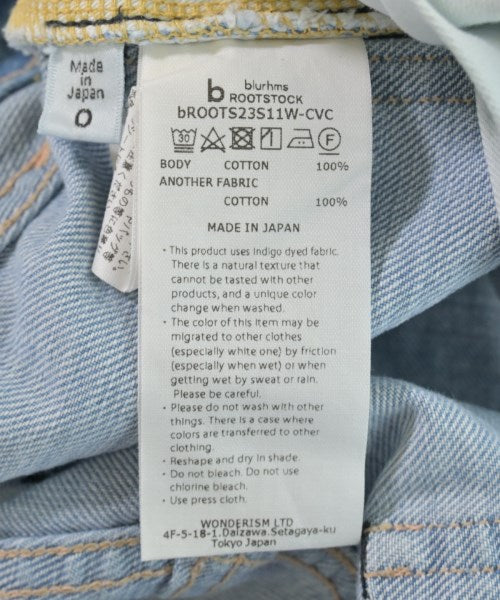 Made
in
Japan
O
b blurhms
ROOTSTOCK
bROOTS23S11W-CVC
30 F
BODY COTTON 100%
ANOTHER FABRIC
COTTON 100%
MADE IN JAPAN
・This product uses indigo dyed fabric.
There is a natural texture that
cannot be tasted with other
products, and a unique color
change when washed.
・The color of this item may be
migrated to other clothes
(especially white one) by friction
(especially when wet) or when
getting wet by sweat or rain.
Please be careful.
・Please do not wash with other
things. There is a case where
colors are transferred to other
clothing.
・Reshape and dry in shade.
・Do not bleach. Do not use
chlorine bleach.
・Use press cloth.
WONDERISM LTD
4F-5-18-1.Daizawa.Setagaya-ku
Tokyo Japan